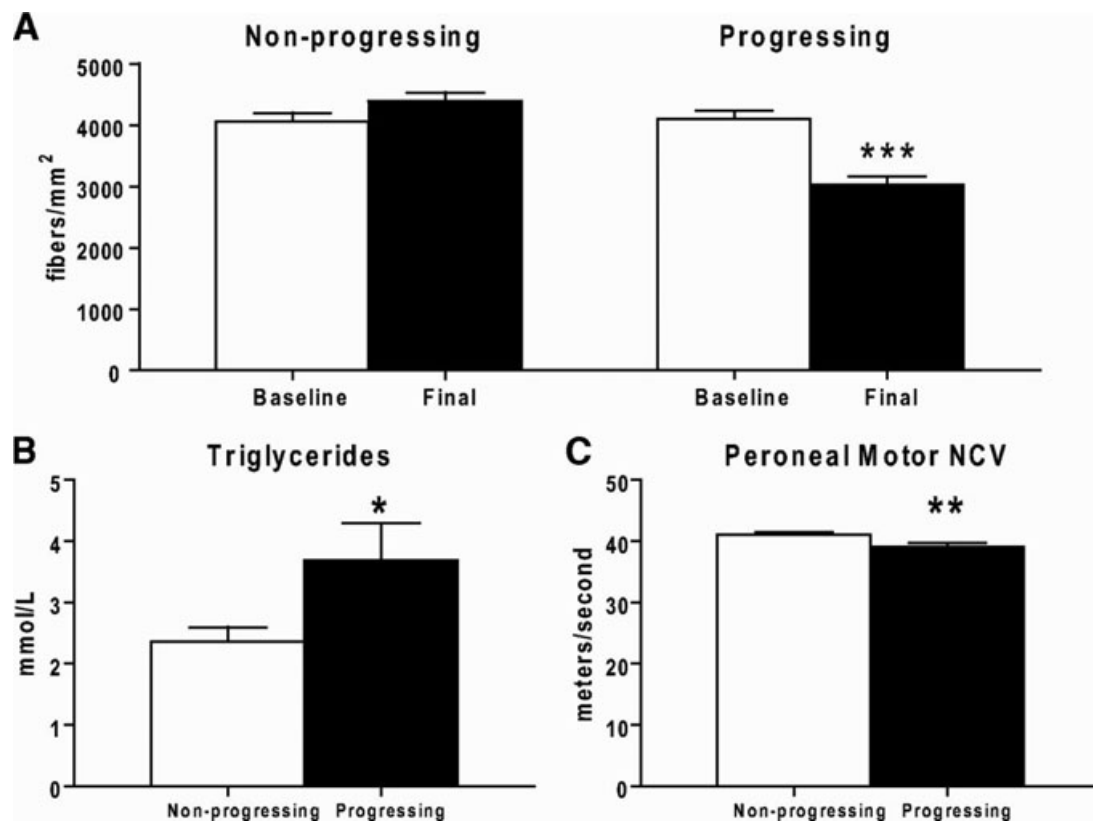 A
Non-progressing Progressing
5000
4000
3000
2000
1000
0
fibers/mm²
***
Baseline Final Baseline Final
B
Triglycerides
5
4
3
2
1
0
mmol/L
*
Non-progressing Progressing
C
Peroneal Motor NCV
50
40
30
20
10
0
meters/second
**
Non-progressing Progressing